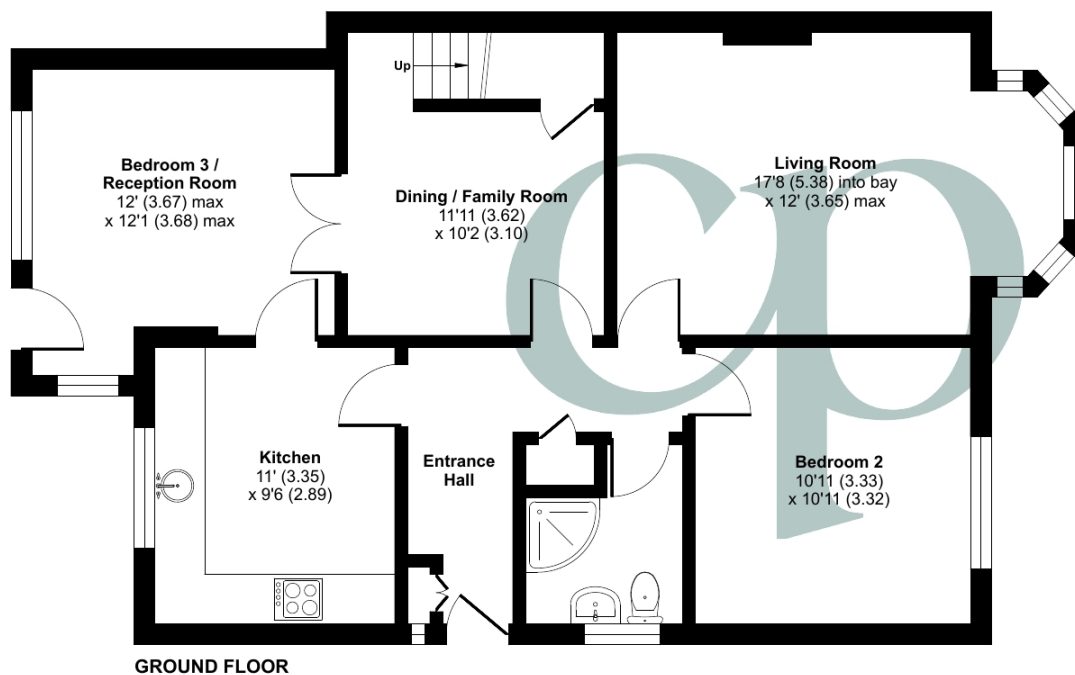 Up
Bedroom 3 /
Reception Room
12' (3.67) max
x 12'1 (3.68) max
Dining / Family Room
11'11 (3.62)
x 10'2 (3.10)
Living Room
17'8 (5.38) into bay
x 12' (3.65) max
cp
Kitchen
11' (3.35)
x 9'6 (2.89)
Entrance
Hall
Bedroom 2
10'11 (3.33)
x 10'11 (3.32)
GROUND FLOOR